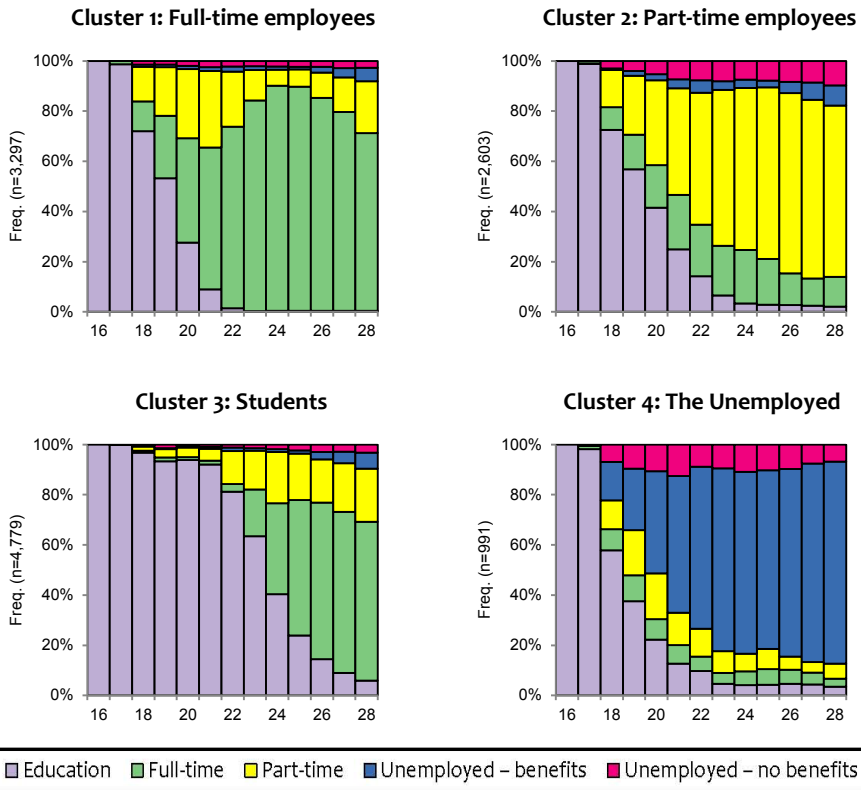 Cluster 1: Full-time employees
Freq. (n=3,297)
100%
80%
60%
40%
20%
0%
16 18 20 22 24 26 28
Cluster 2: Part-time employees
Freq. (n=2,603)
100%
80%
60%
40%
20%
0%
16 18 20 22 24 26 28
Cluster 3: Students
Freq. (n=4,779)
100%
80%
60%
40%
20%
0%
16 18 20 22 24 26 28
Cluster 4: The Unemployed
Freq. (n=991)
100%
80%
60%
40%
20%
0%
16 18 20 22 24 26 28
Education Full-time Part-time Unemployed – benefits Unemployed – no benefits